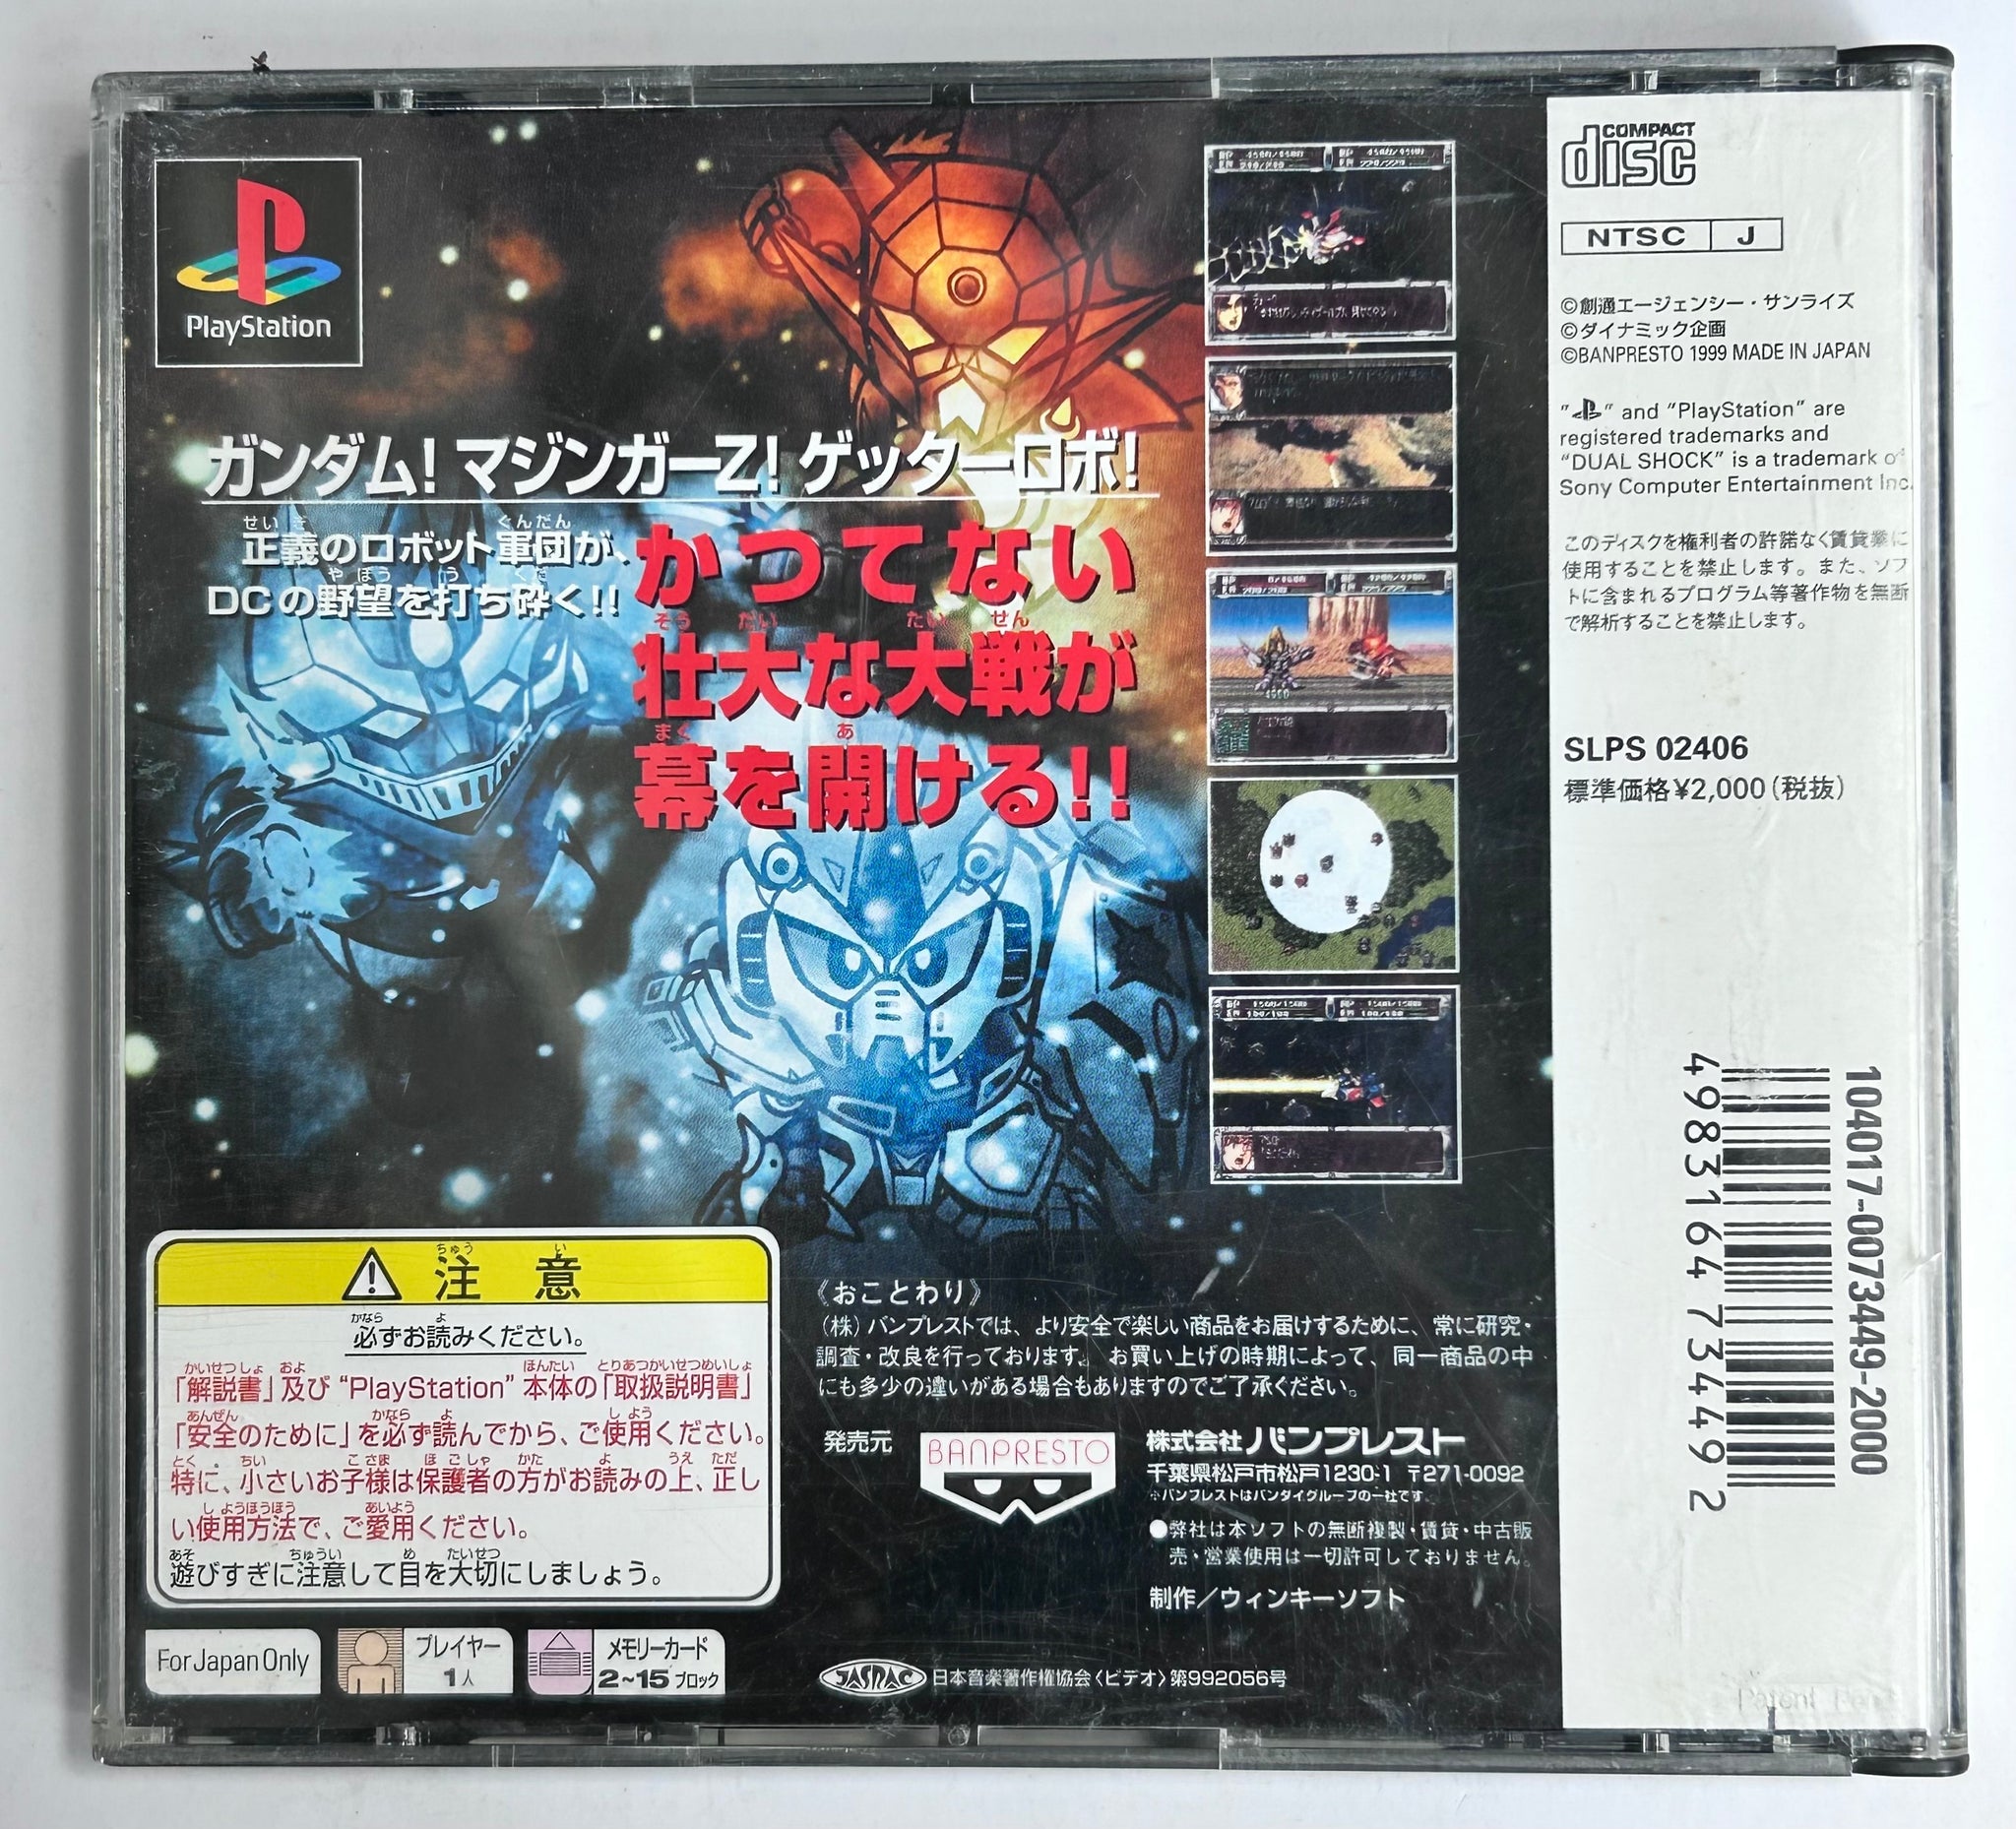 PlayStation
ガンダム!マジンガーZ!ゲッターロボ!
正義のロボット軍団が、
DCの野望を打ち砕く!!
かつてない
壮大な大戦が
幕を開ける!!
注意
必ずお読みください。
「解説書」及び“PlayStation”本体の「取扱説明書」
「安全のために」を必ず読んでから、ご使用ください。
特に、小さいお子様は保護者の方がお読みの上、正し
い使用方法で、ご愛用ください。
遊びすぎに注意して目を大切にしましょう。
For Japan Only
プレイヤー
1人
メモリーカード
2~15ブロック
《おことわり》
(株)バンプレストでは、より安全で楽しい商品をお届けするために、常に研究・
調査・改良を行っております。お買い上げの時期によって、同一商品の中
にも多少の違いがある場合もありますのでご了承ください。
発売元
BANPRESTO
株式会社バンプレスト
千葉県松戸市松戸1230-1 〒271-0092
※バンプレストはバンダイグループの一社です。
●弊社は本ソフトの無断複製・賃貸・中古販
売・営業使用は一切許可しておりません。
制作/ウィンキーソフト
JASRAC 日本音楽著作権協会〈ビデオ〉第992056号
COMPACT
disc
NTSC J
©創通エージェンシー・サンライズ
©ダイナミック企画
©BANPRESTO 1999 MADE IN JAPAN
" " and "PlayStation" are
registered trademarks and
"DUAL SHOCK" is a trademark of
Sony Computer Entertainment Inc.
このディスクを権利者の許諾なく賃貸業に
使用することを禁止します。また、ソフ
トに含まれるプログラム等著作物を無断
で解析することを禁止します。
SLPS 02406
標準価格¥2,000(税抜)
104017-0073449-2000
4983164734492